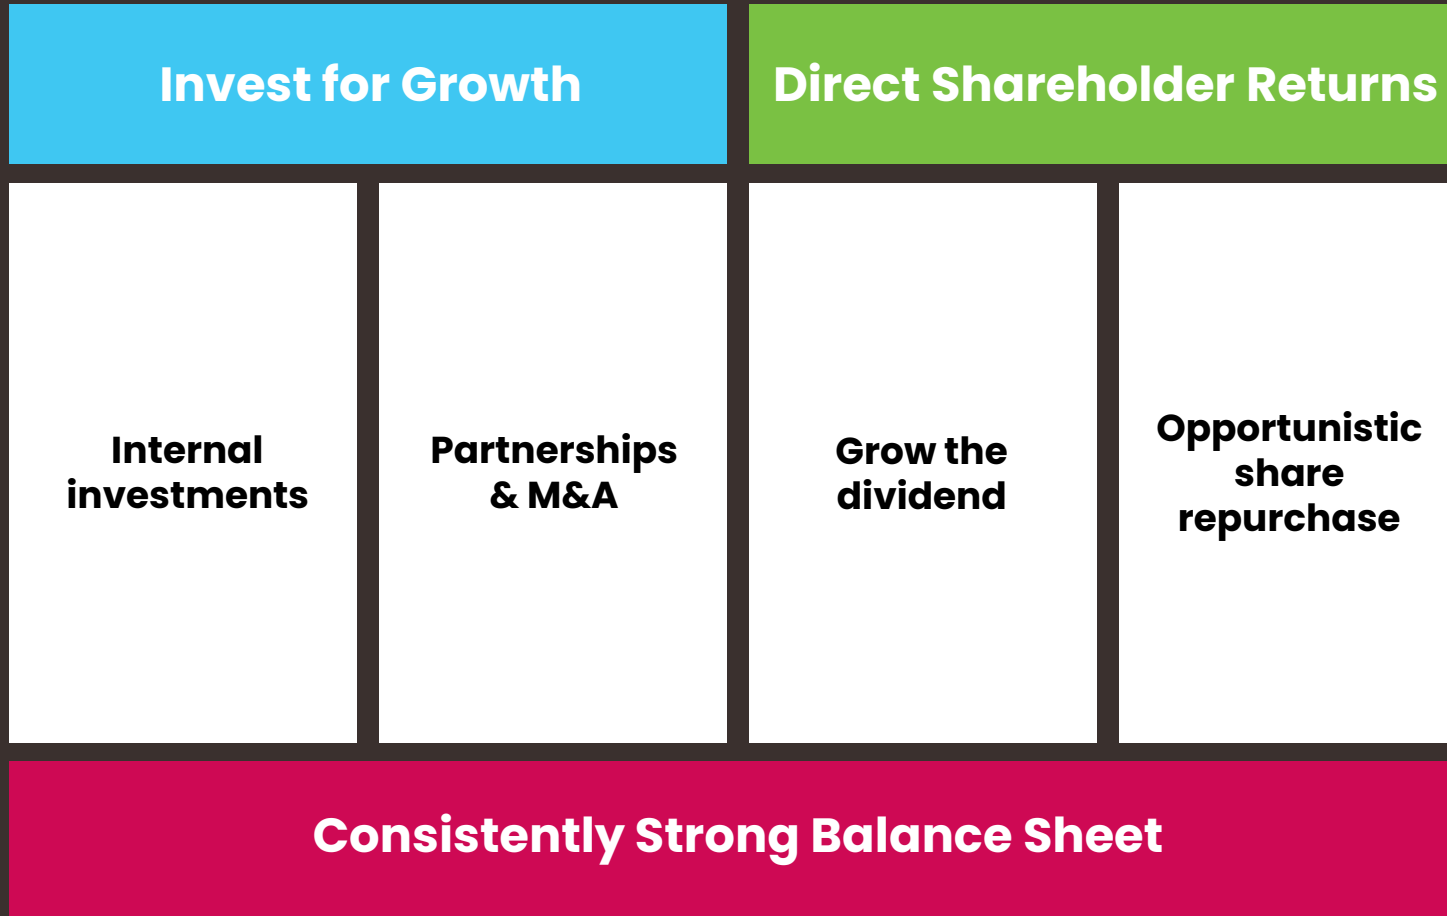 Invest for Growth
Direct Shareholder Returns
Internal
investments
Partnerships
& M&A
Grow the
dividend
Opportunistic
share
repurchase
Consistently Strong Balance Sheet